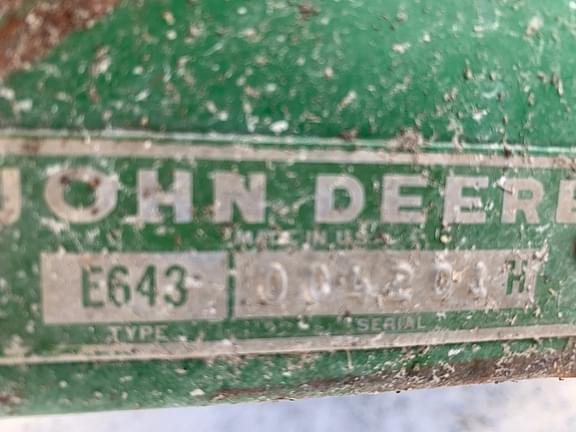 JOHN DEERE
MADE IN U.S.A.
E643 H
TYPE SERIAL